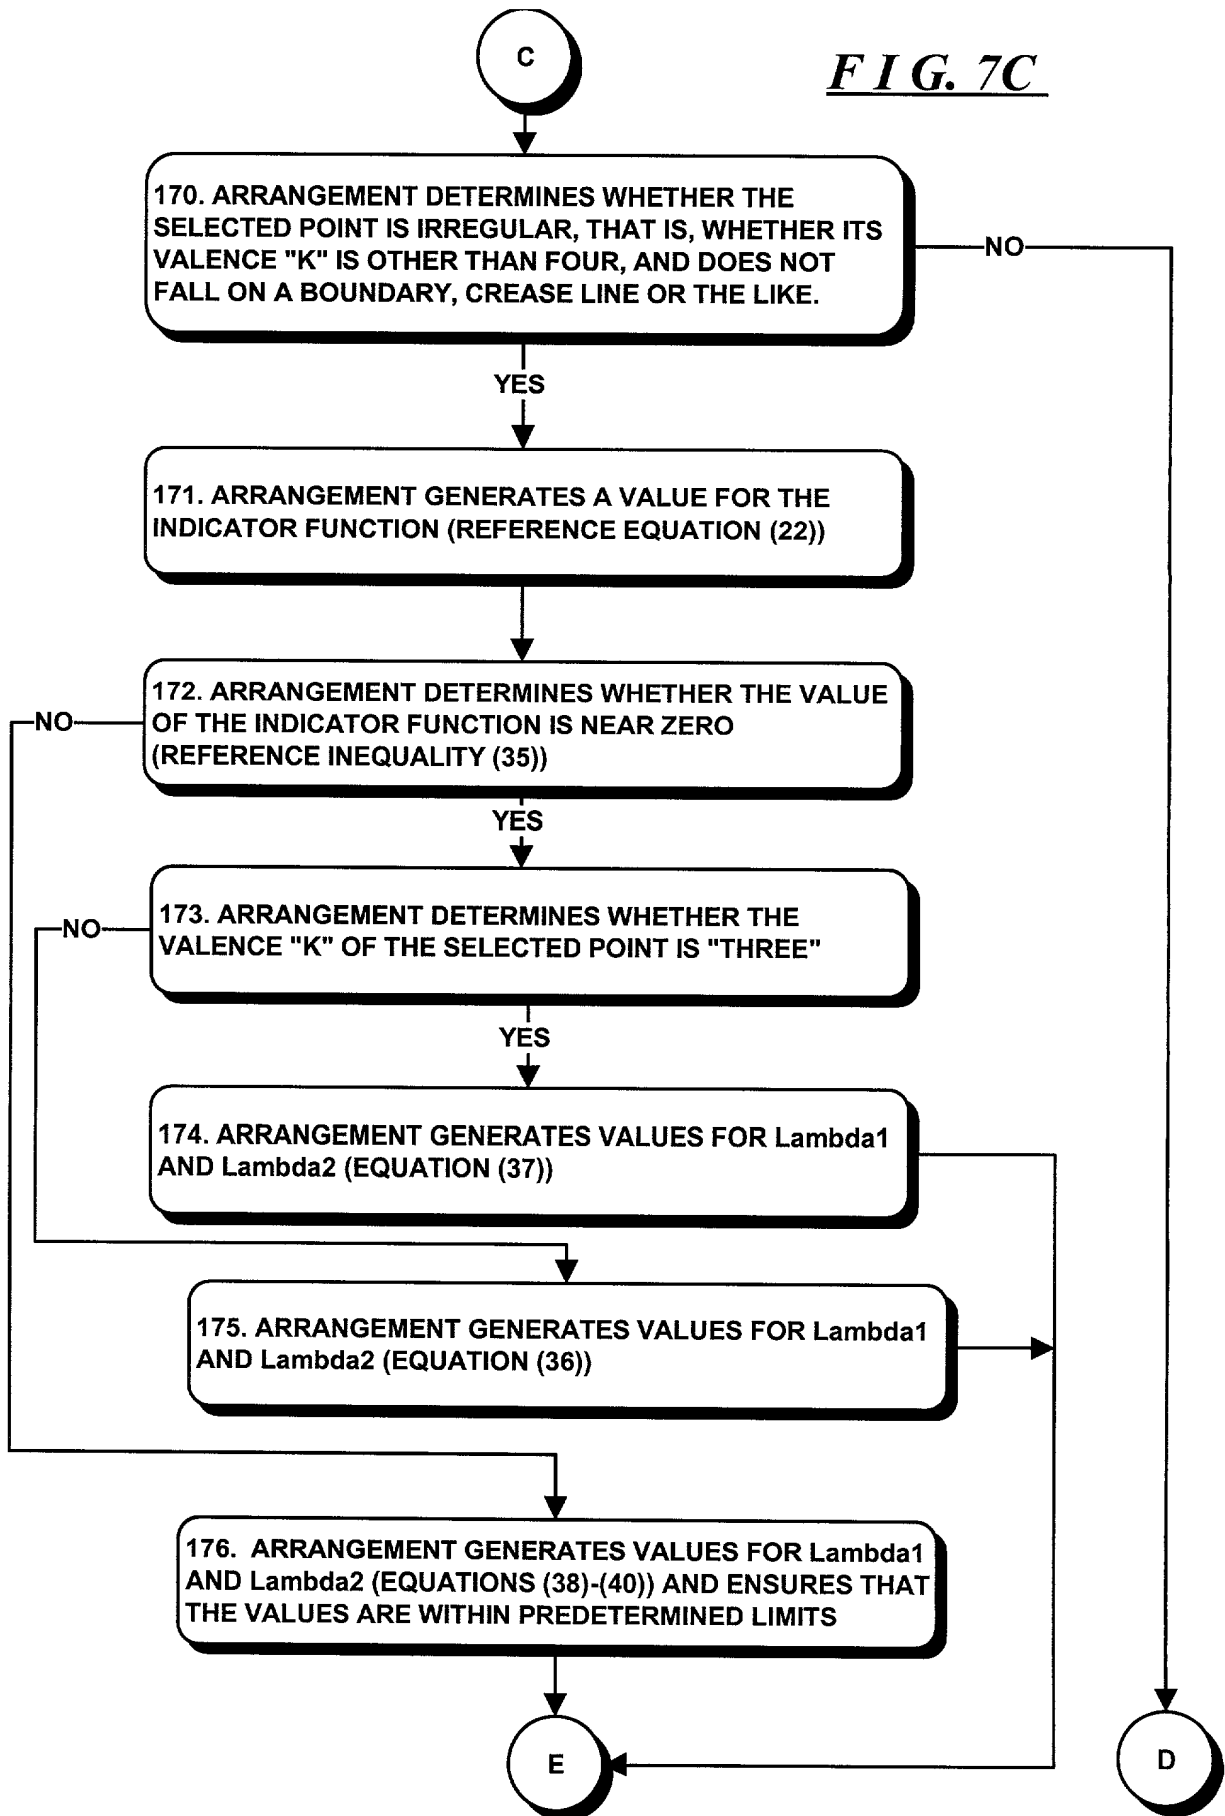 C
FIG. 7C
170. ARRANGEMENT DETERMINES WHETHER THE
SELECTED POINT IS IRREGULAR, THAT IS, WHETHER ITS
VALENCE "K" IS OTHER THAN FOUR, AND DOES NOT
FALL ON A BOUNDARY, CREASE LINE OR THE LIKE.
NO
YES
171. ARRANGEMENT GENERATES A VALUE FOR THE
INDICATOR FUNCTION (REFERENCE EQUATION (22))
172. ARRANGEMENT DETERMINES WHETHER THE VALUE
OF THE INDICATOR FUNCTION IS NEAR ZERO
(REFERENCE INEQUALITY (35))
NO
YES
173. ARRANGEMENT DETERMINES WHETHER THE
VALENCE "K" OF THE SELECTED POINT IS "THREE"
NO
YES
174. ARRANGEMENT GENERATES VALUES FOR Lambda1
AND Lambda2 (EQUATION (37))
175. ARRANGEMENT GENERATES VALUES FOR Lambda1
AND Lambda2 (EQUATION (36))
176. ARRANGEMENT GENERATES VALUES FOR Lambda1
AND Lambda2 (EQUATIONS (38)-(40)) AND ENSURES THAT
THE VALUES ARE WITHIN PREDETERMINED LIMITS
E
D